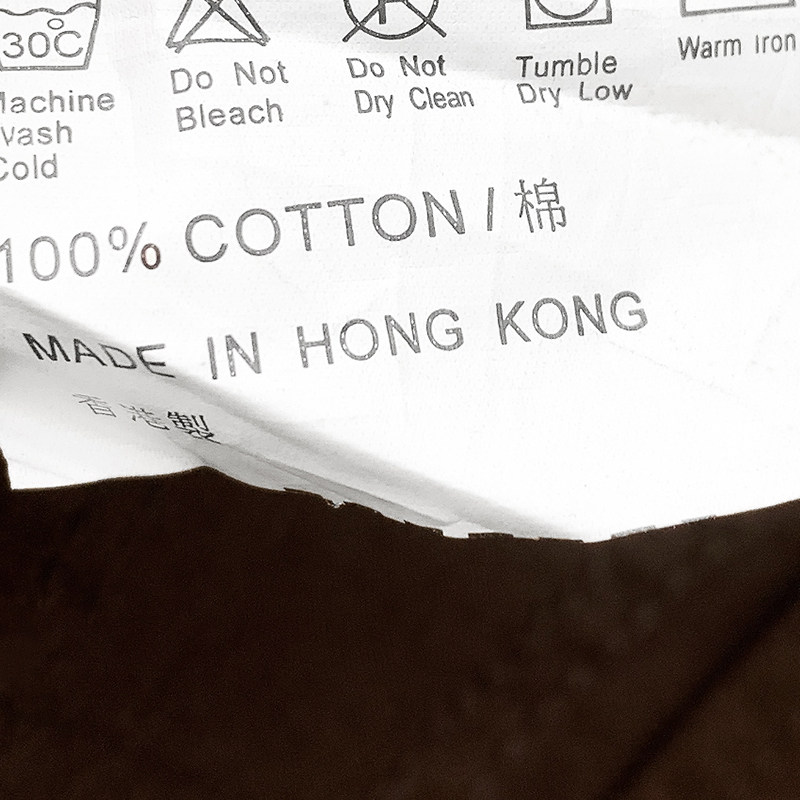 30°C
Machine Wash Cold
Do Not Bleach
Do Not Dry Clean
Tumble Dry Low
Warm Iron
100% COTTON / 棉
MADE IN HONG KONG
香港製